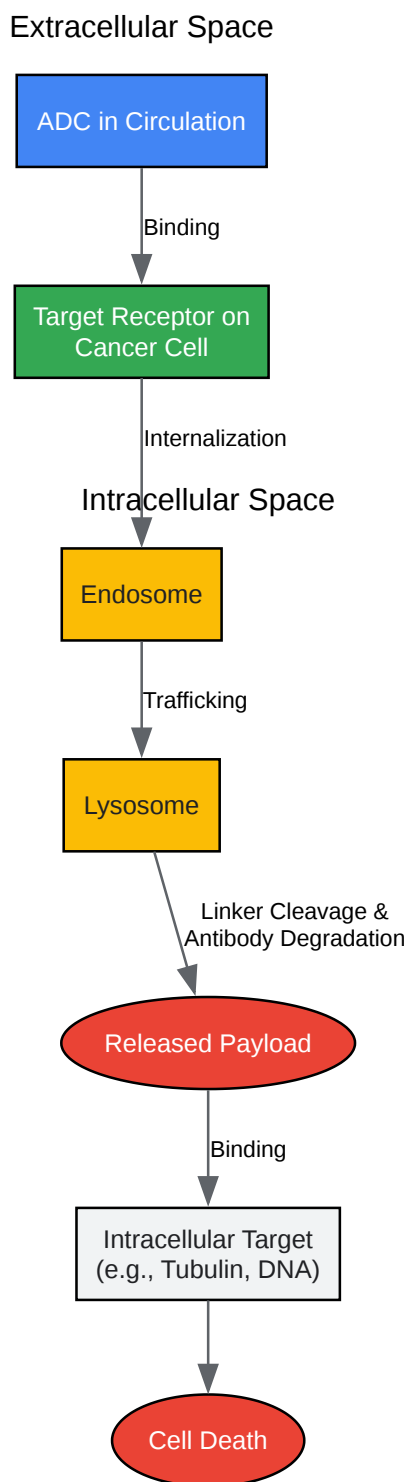 Extracellular Space
ADC in Circulation
Binding
Target Receptor on
Cancer Cell
Internalization
Intracellular Space
Endosome
Trafficking
Lysosome
Linker Cleavage &
Antibody Degradation
Released Payload
Binding
Intracellular Target
(e.g., Tubulin, DNA)
Cell Death